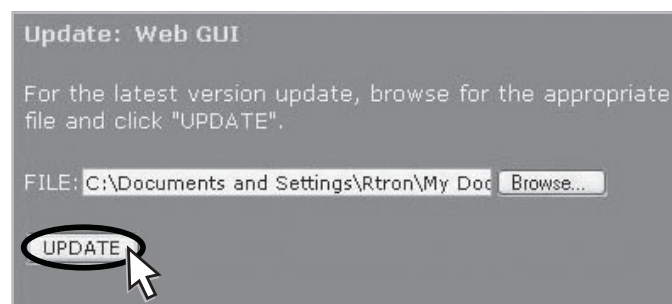 Update: Web GUI
For the latest version update, browse for the appropriate
file and click "UPDATE".
FILE: C:\Documents and Settings\Rtron\My Doc Browse...
UPDATE